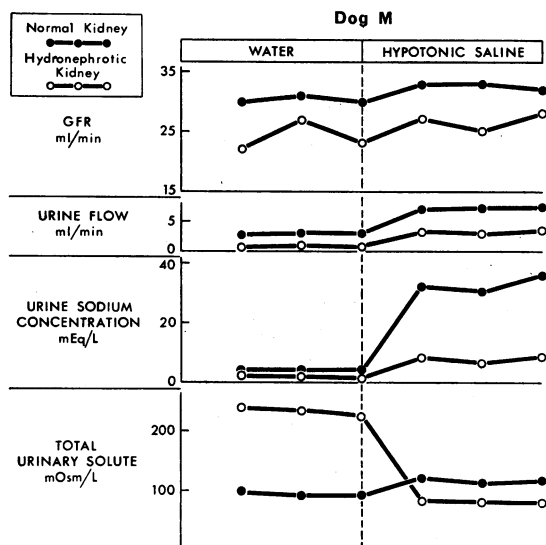 Dog M
Normal Kidney
Hydronephrotic
Kidney
WATER
HYPOTONIC SALINE
GFR
ml/min
35
25
15
URINE FLOW
ml/min
5
0
URINE SODIUM
CONCENTRATION
mEq/L
40
20
0
TOTAL
URINARY SOLUTE
mOsm/L
200
100